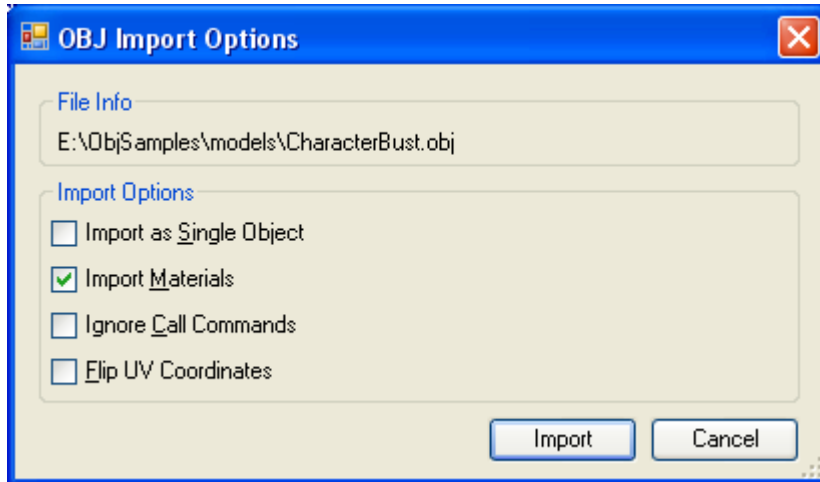 OBJ Import Options
File Info
E:\ObjSamples\models\CharacterBust.obj
Import Options
Import as Single Object
Import Materials
Ignore Call Commands
Flip UV Coordinates
Import Cancel